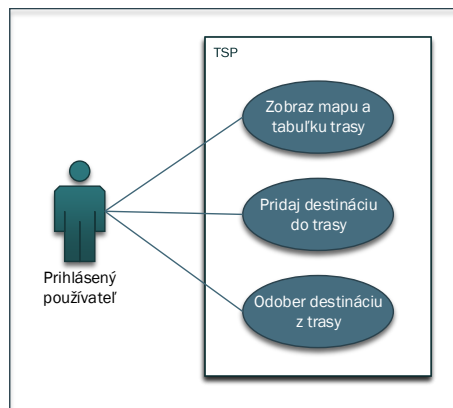 TSP
Zobraz mapu a
tabuľku trasy
Pridaj destináciu
do trasy
Odober destináciu
z trasy
Prihlásený
používateľ